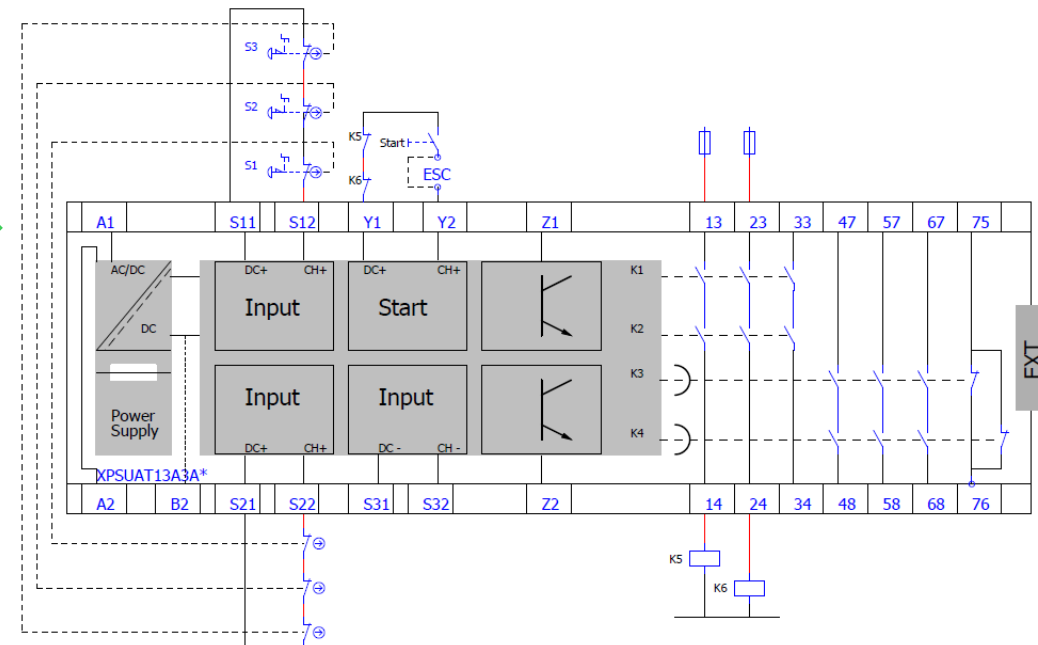 S3
S2
S1
K5
Start
K6
ESC
A1 S11 S12 Y1 Y2 Z1 13 23 33 47 57 67 75
AC/DC DC+ CH+ DC+ CH+ K1
Input Start
DC K2
K3
Input Input
Power
Supply
K4
DC+ CH+ DC - CH -
EXT
XPSUAT13A3A*
A2 B2 S21 S22 S31 S32 Z2 14 24 34 48 58 68 76
K5
K6